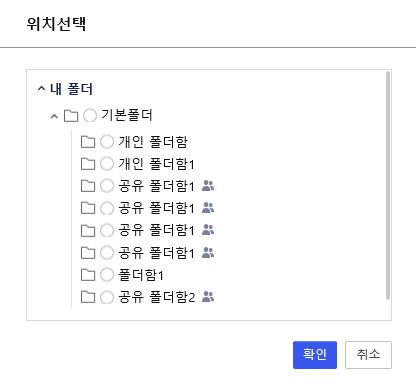 위치선택
내 폴더
기본폴더
개인 폴더함
개인 폴더함1
공유 폴더함1
공유 폴더함1
공유 폴더함1
공유 폴더함1
폴더함1
공유 폴더함2
확인 취소